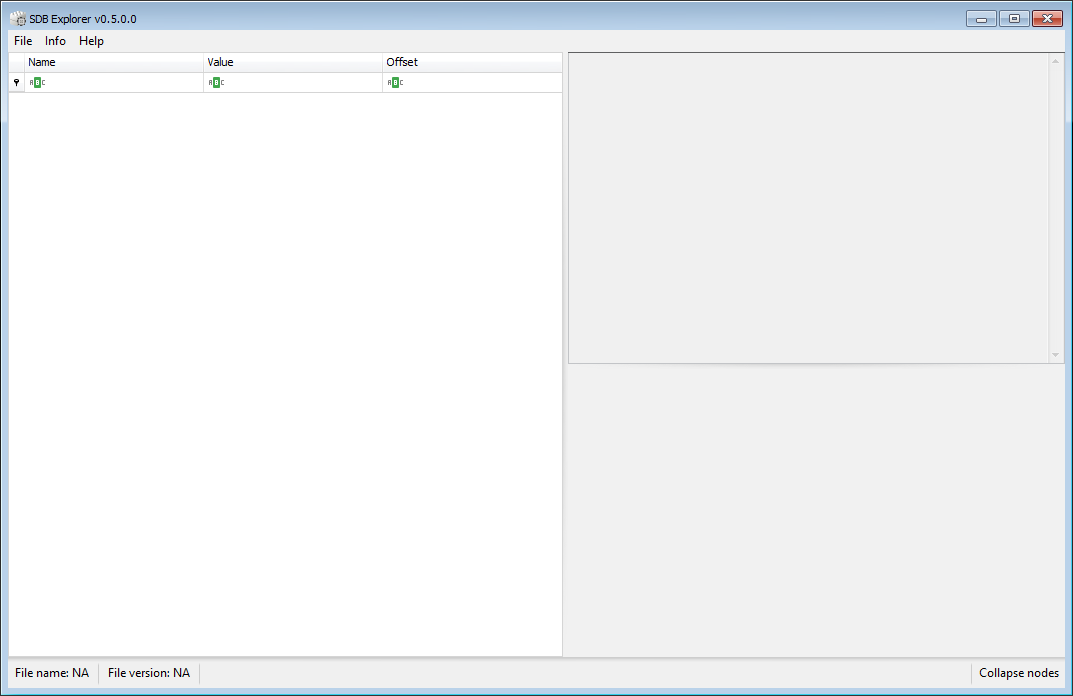 SDB Explorer v0.5.0.0
File Info Help
Name Value Offset
ABC ABC ABC
File name: NA File version: NA Collapse nodes